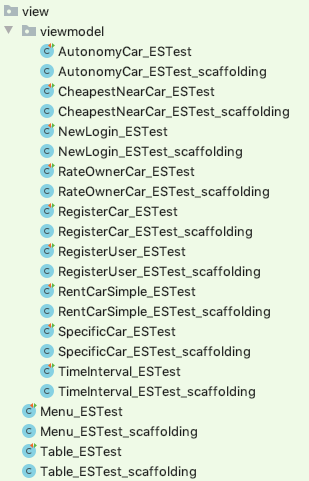 view
viewmodel
AutonomyCar_ESTest
AutonomyCar_ESTest_scaffolding
CheapestNearCar_ESTest
CheapestNearCar_ESTest_scaffolding
NewLogin_ESTest
NewLogin_ESTest_scaffolding
RateOwnerCar_ESTest
RateOwnerCar_ESTest_scaffolding
RegisterCar_ESTest
RegisterCar_ESTest_scaffolding
RegisterUser_ESTest
RegisterUser_ESTest_scaffolding
RentCarSimple_ESTest
RentCarSimple_ESTest_scaffolding
SpecificCar_ESTest
SpecificCar_ESTest_scaffolding
TimeInterval_ESTest
TimeInterval_ESTest_scaffolding
Menu_ESTest
Menu_ESTest_scaffolding
Table_ESTest
Table_ESTest_scaffolding